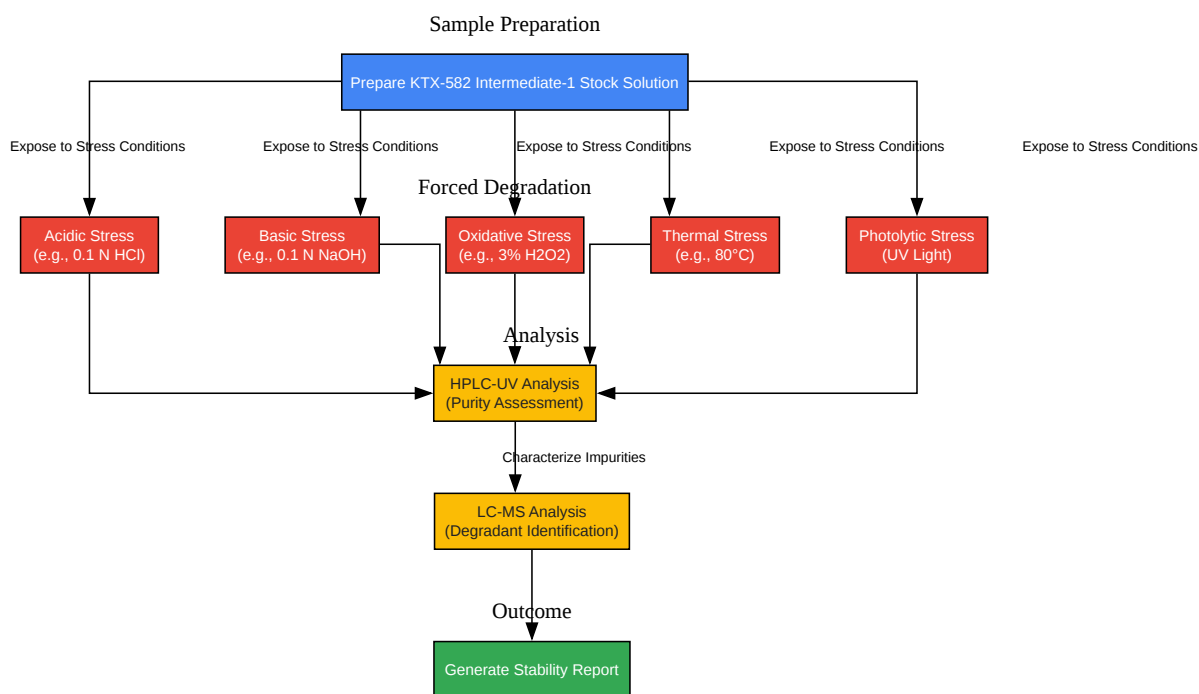 Sample Preparation
Prepare KTX-582 Intermediate-1 Stock Solution
Expose to Stress Conditions
Expose to Stress Conditions
Expose to Stress Conditions
Expose to Stress Conditions
Expose to Stress Conditions
Forced Degradation
Acidic Stress
(e.g., 0.1 N HCl)
Basic Stress
(e.g., 0.1 N NaOH)
Oxidative Stress
(e.g., 3% H2O2)
Thermal Stress
(e.g., 80°C)
Photolytic Stress
(UV Light)
Analysis
HPLC-UV Analysis
(Purity Assessment)
Characterize Impurities
LC-MS Analysis
(Degradant Identification)
Outcome
Generate Stability Report